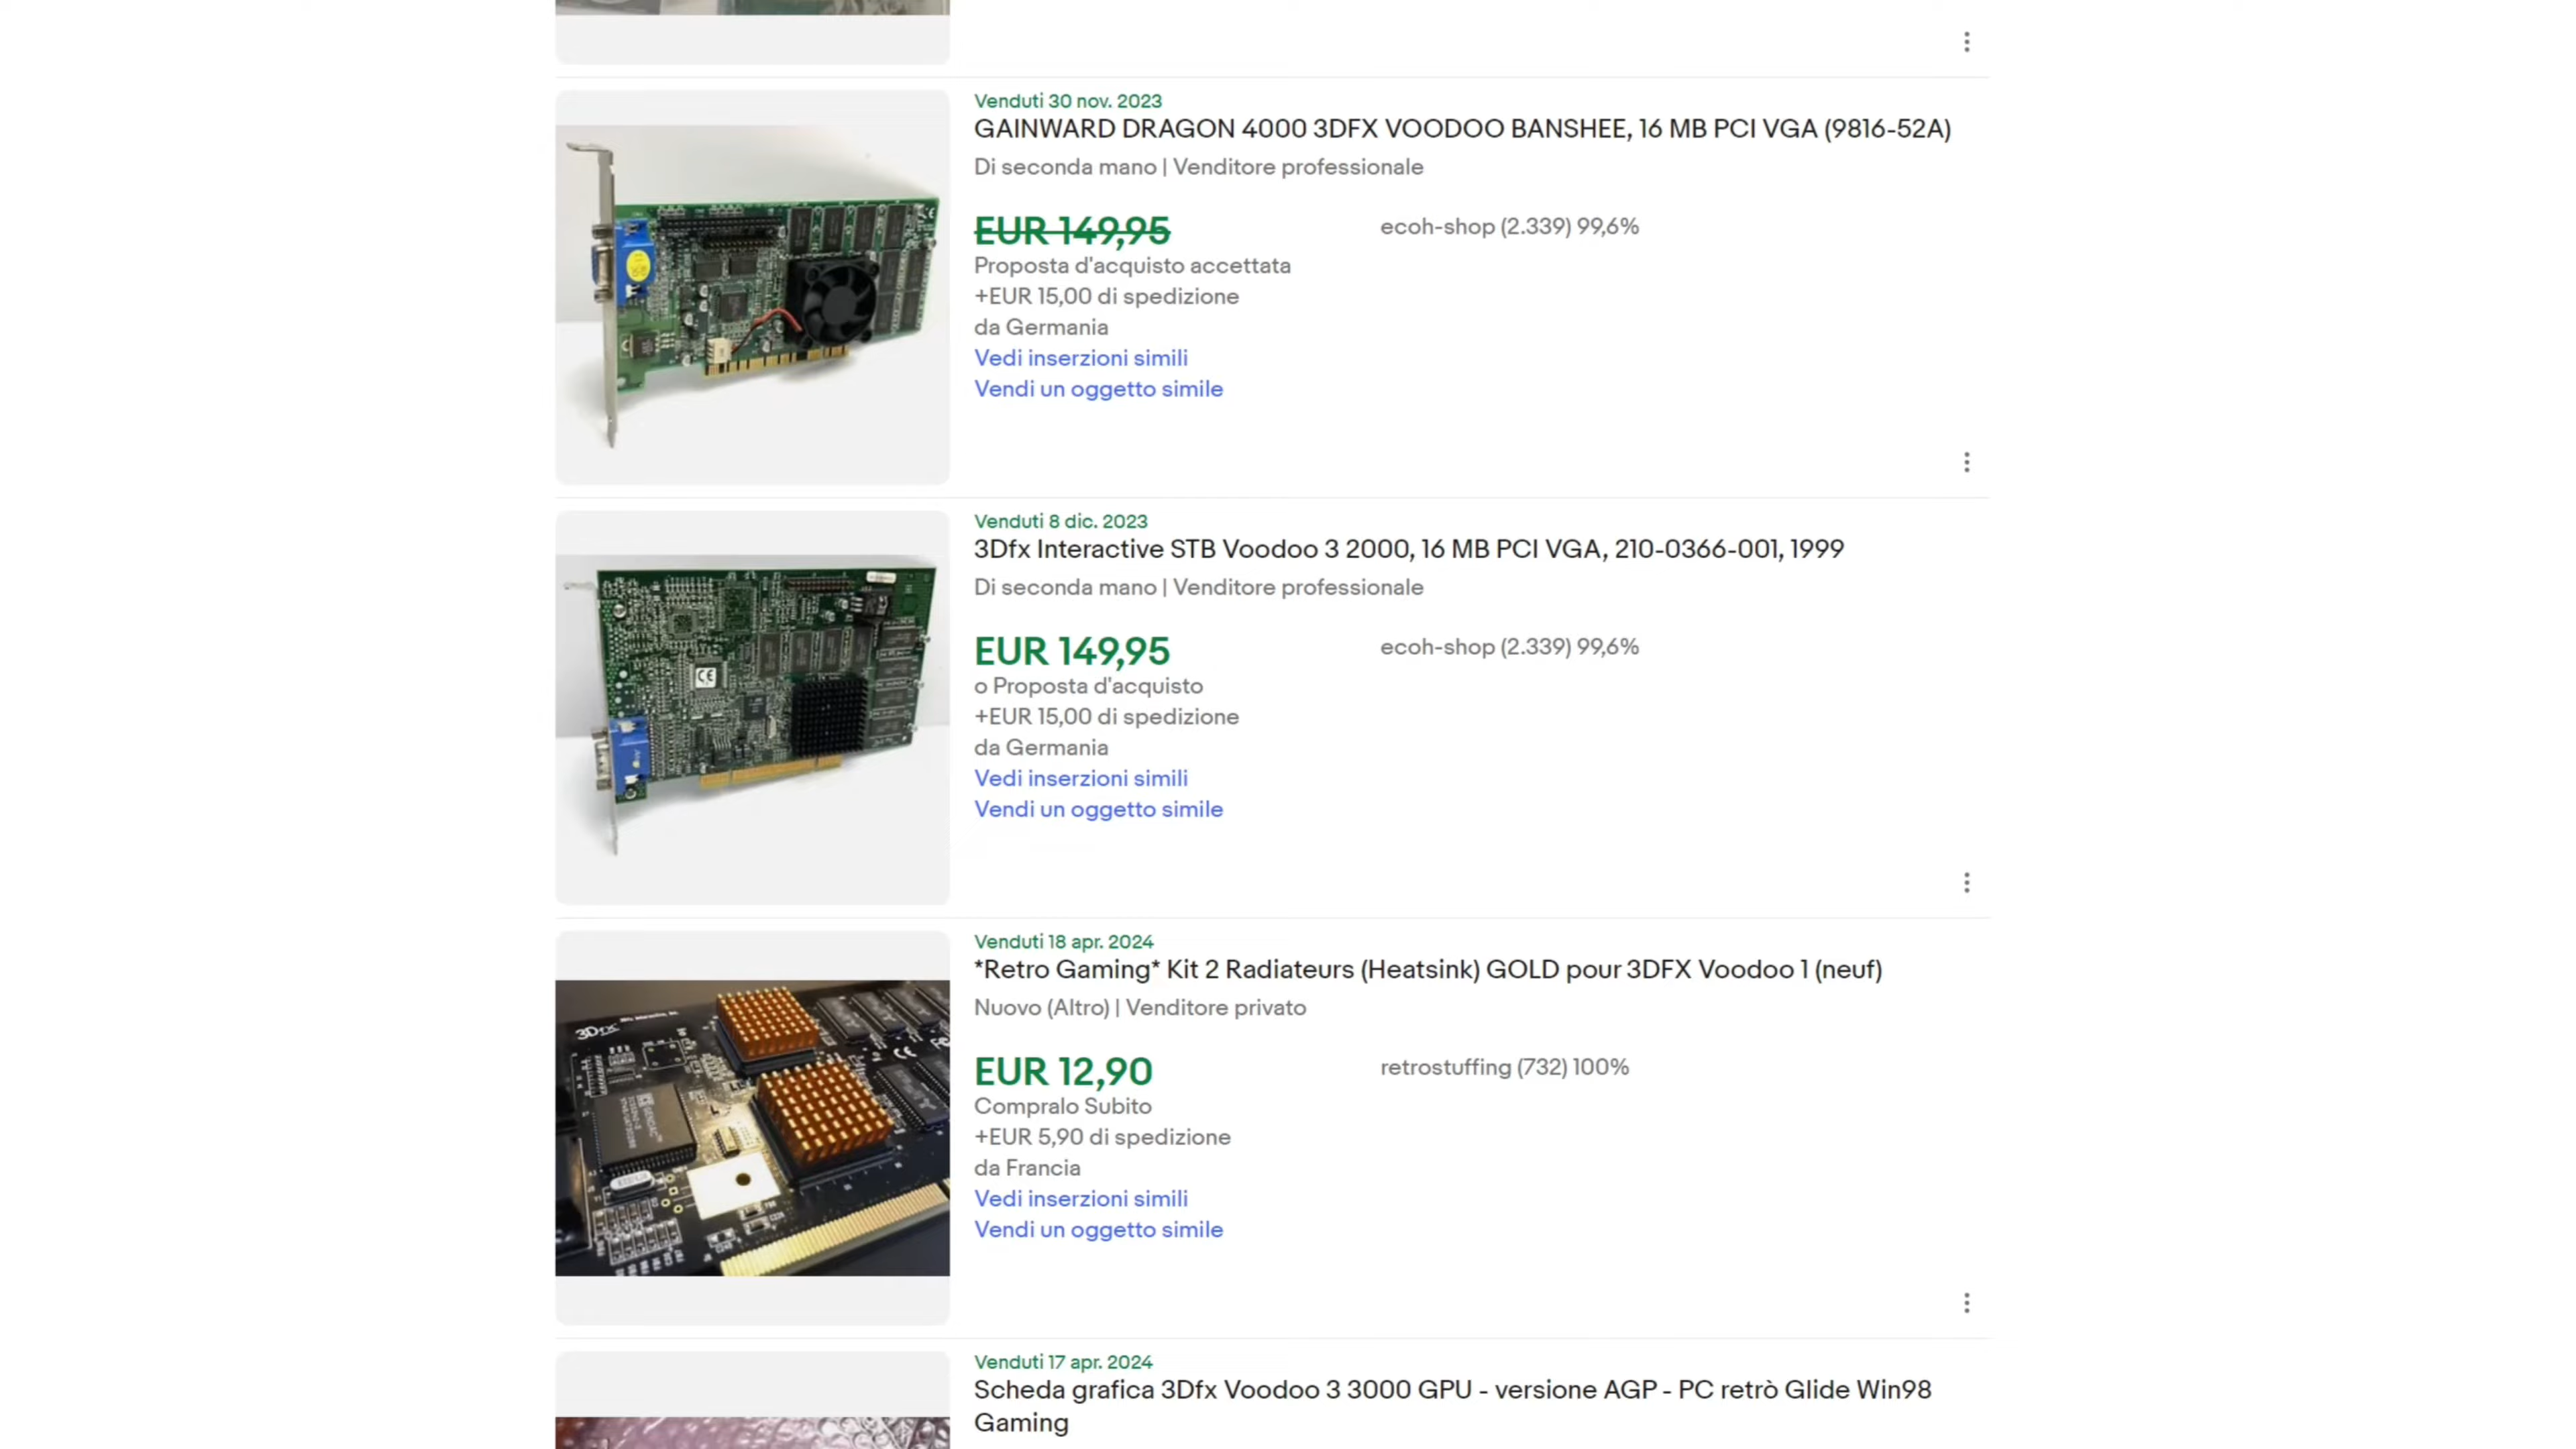 Venduti 30 nov. 2023
GAINWARD DRAGON 4000 3DFX VOODOO BANSHEE, 16 MB PCI VGA (9816-52A)
Di seconda mano | Venditore professionale
EUR 149,95
ecoh-shop (2.339) 99,6%
Proposta d'acquisto accettata
+EUR 15,00 di spedizione
da Germania
Vedi inserzioni simili
Vendi un oggetto simile
Venduti 8 dic. 2023
3Dfx Interactive STB Voodoo 3 2000, 16 MB PCI VGA, 210-0366-001, 1999
Di seconda mano | Venditore professionale
EUR 149,95
ecoh-shop (2.339) 99,6%
o Proposta d'acquisto
+EUR 15,00 di spedizione
da Germania
Vedi inserzioni simili
Vendi un oggetto simile
CE
Venduti 18 apr. 2024
*Retro Gaming* Kit 2 Radiateurs (Heatsink) GOLD pour 3DFX Voodoo 1 (neuf)
Nuovo (Altro) | Venditore privato
EUR 12,90
retrostuffing (732) 100%
Compralo Subito
+EUR 5,90 di spedizione
da Francia
Vedi inserzioni simili
Vendi un oggetto simile
3Dfx
CE
GENDAC
Venduti 17 apr. 2024
Scheda grafica 3Dfx Voodoo 3 3000 GPU - versione AGP - PC retrò Glide Win98
Gaming